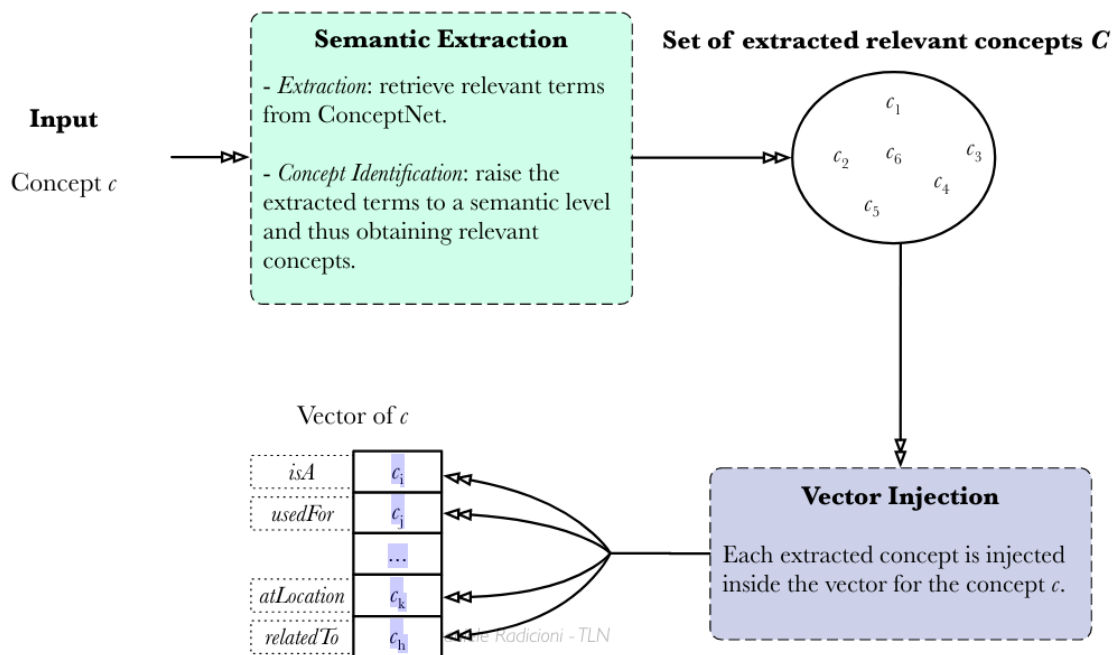 Semantic Extraction
- Extraction: retrieve relevant terms
from ConceptNet.
- Concept Identification: raise the
extracted terms to a semantic level
and thus obtaining relevant
concepts.
Input
Concept c
Set of extracted relevant concepts C
c1
c2
c6
c3
c4
c5
Vector Injection
Each extracted concept is injected
inside the vector for the concept c.
Vector of c
isA
ci
usedFor
cj
...
atLocation
ck
relatedTo
ch
Radicioni - TLN